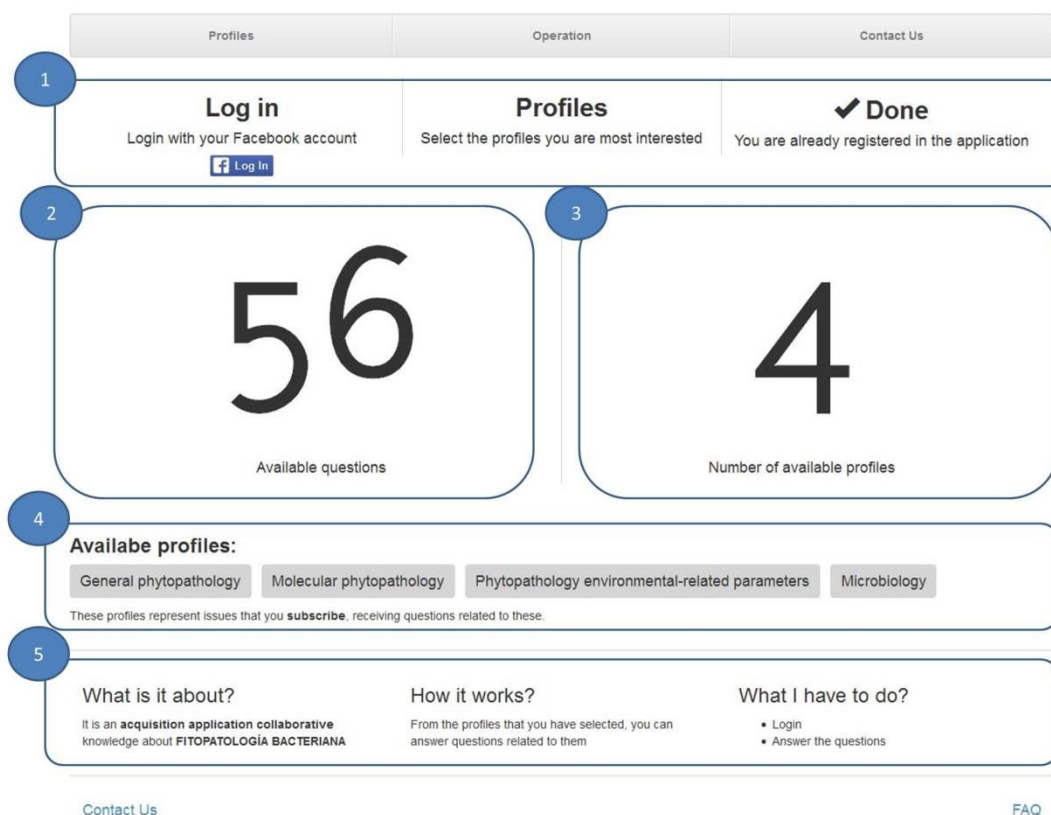 Profiles
Operation
Contact Us
1
Log in
Login with your Facebook account
f Log In
Profiles
Select the profiles you are most interested
✔ Done
You are already registered in the application
2
56
Available questions
3
4
Number of available profiles
4
Availabe profiles:
General phytopathology
Molecular phytopathology
Phytopathology environmental-related parameters
Microbiology
These profiles represent issues that you subscribe, receiving questions related to these.
5
What is it about?
It is an acquisition application collaborative
knowledge about FITOPATOLOGÍA BACTERIANA
How it works?
From the profiles that you have selected, you can
answer questions related to them
What I have to do?
• Login
• Answer the questions
Contact Us
FAQ